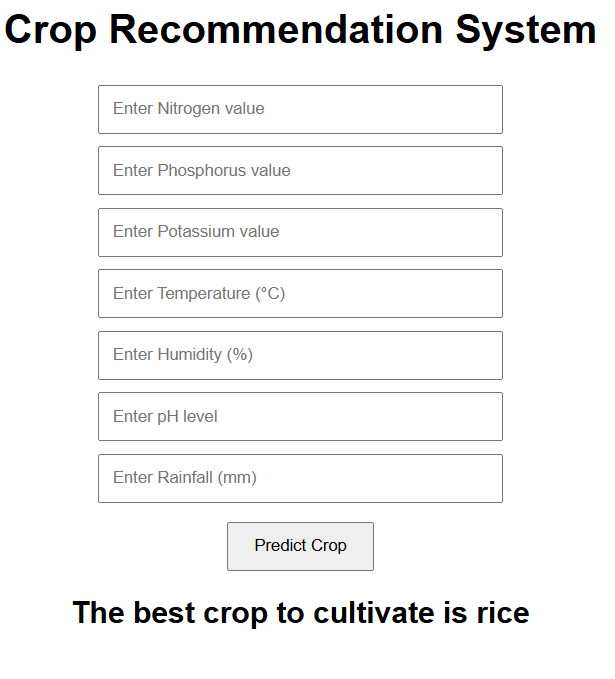 Crop Recommendation System
Enter Nitrogen value
Enter Phosphorus value
Enter Potassium value
Enter Temperature (°C)
Enter Humidity (%)
Enter pH level
Enter Rainfall (mm)
Predict Crop
The best crop to cultivate is rice